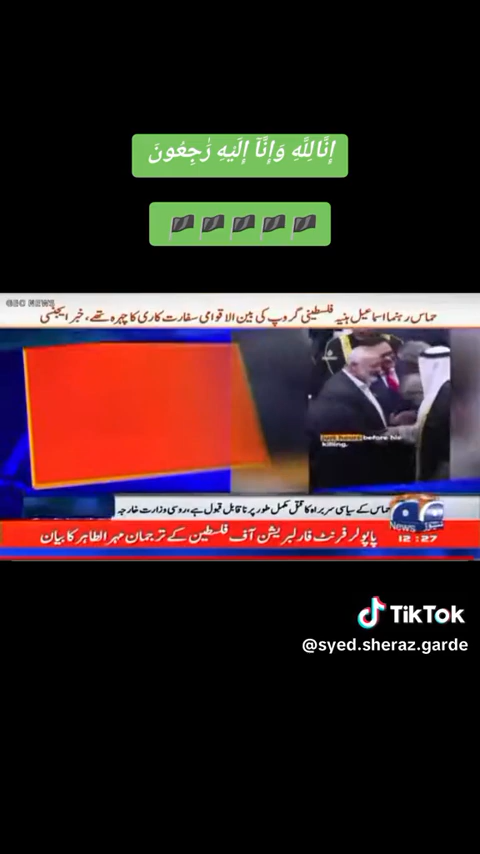 إِنَّالِلَّٰهِ وَإِنَّآ إِلَيْهِ رَٰجِعُونَ
🏴🏴🏴🏴🏴
GEO NEWS
حماس رہنما اسماعیل ہنیہ فلسطینی گروپ کی بین الاقوامی سفارت کاری کا چہرہ تھے، خبر ایجنسی
just hours before his
killing.
حماس کے سیاسی سربراہ کا قتل مکمل طور پر ناقابل قبول ہے، روسی وزارت خارجہ
پاپولر فرنٹ فار لبریشن آف فلسطین کے ترجمان مہر الطاہر کا بیان
News
12:27
TikTok
@syed.sheraz.garde